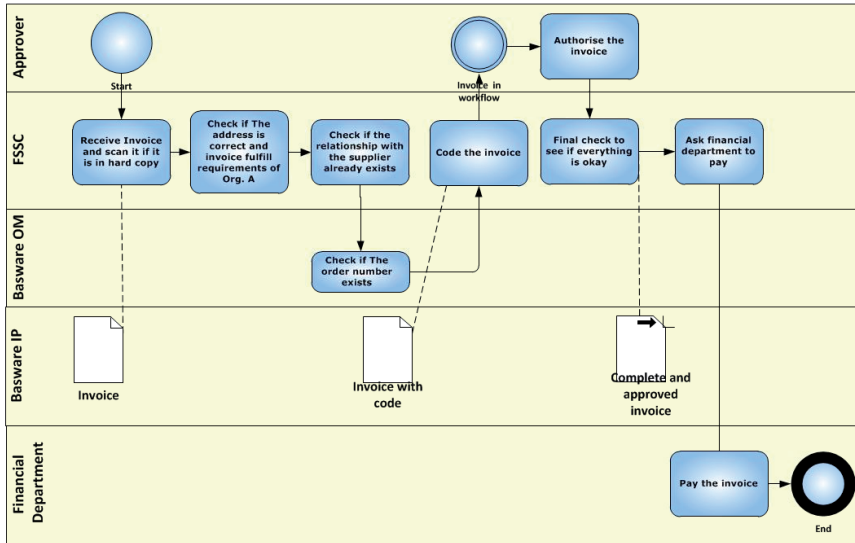 Approver
Start
Invoice in
workflow
Authorise the
invoice
FSSC
Receive Invoice
and scan it if it
is in hard copy
Check if The
address is
correct and
invoice fulfill
requirements of
Org. A
Check if the
relationship with
the supplier
already exists
Code the invoice
Final check to
see if everything
is okay
Ask financial
department to
pay
Basware OM
Check if The
order number
exists
Basware IP
Invoice
Invoice with
code
Complete and
approved
invoice
Financial
Department
Pay the invoice
End